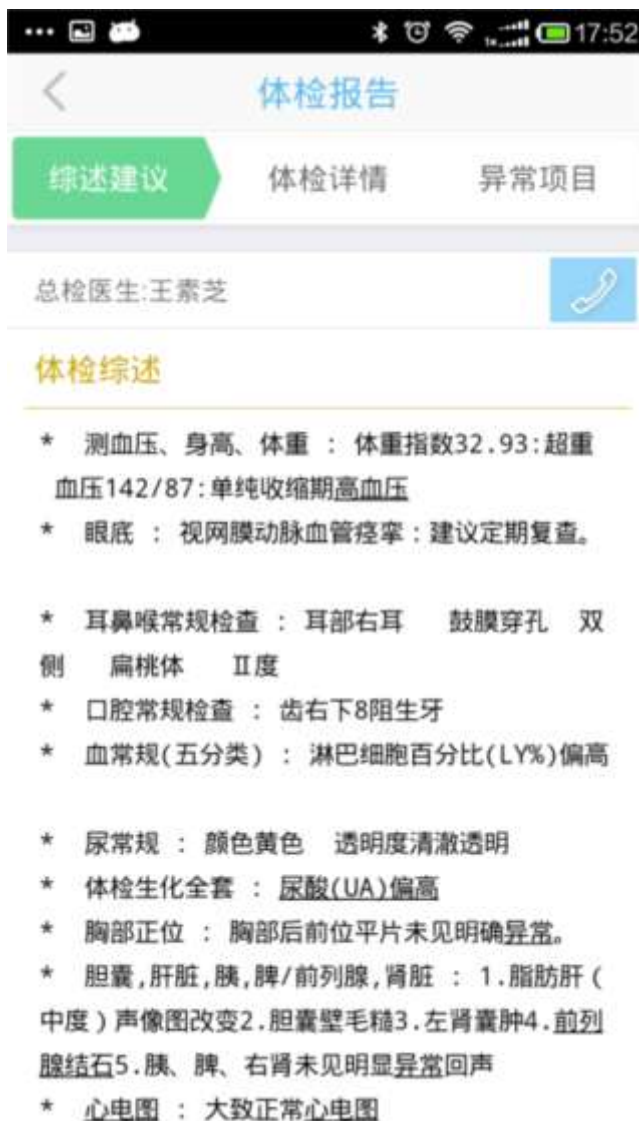 17:52
体检报告
综述建议 体检详情 异常项目
总检医生:王素芝
体检综述
* 测血压、身高、体重 : 体重指数32.93:超重
血压142/87:单纯收缩期高血压
* 眼底 : 视网膜动脉血管痉挛:建议定期复查。
* 耳鼻喉常规检查 : 耳部右耳 鼓膜穿孔 双
侧 扁桃体 Ⅱ度
* 口腔常规检查 : 齿右下8阻生牙
* 血常规(五分类) : 淋巴细胞百分比(LY%)偏高
* 尿常规 : 颜色黄色 透明度清澈透明
* 体检生化全套 : 尿酸(UA)偏高
* 胸部正位 : 胸部后前位平片未见明确异常。
* 胆囊,肝脏,胰,脾/前列腺,肾脏 : 1.脂肪肝(
中度)声像图改变2.胆囊壁毛糙3.左肾囊肿4.前列
腺结石5.胰、脾、右肾未见明显异常回声
* 心电图 : 大致正常心电图